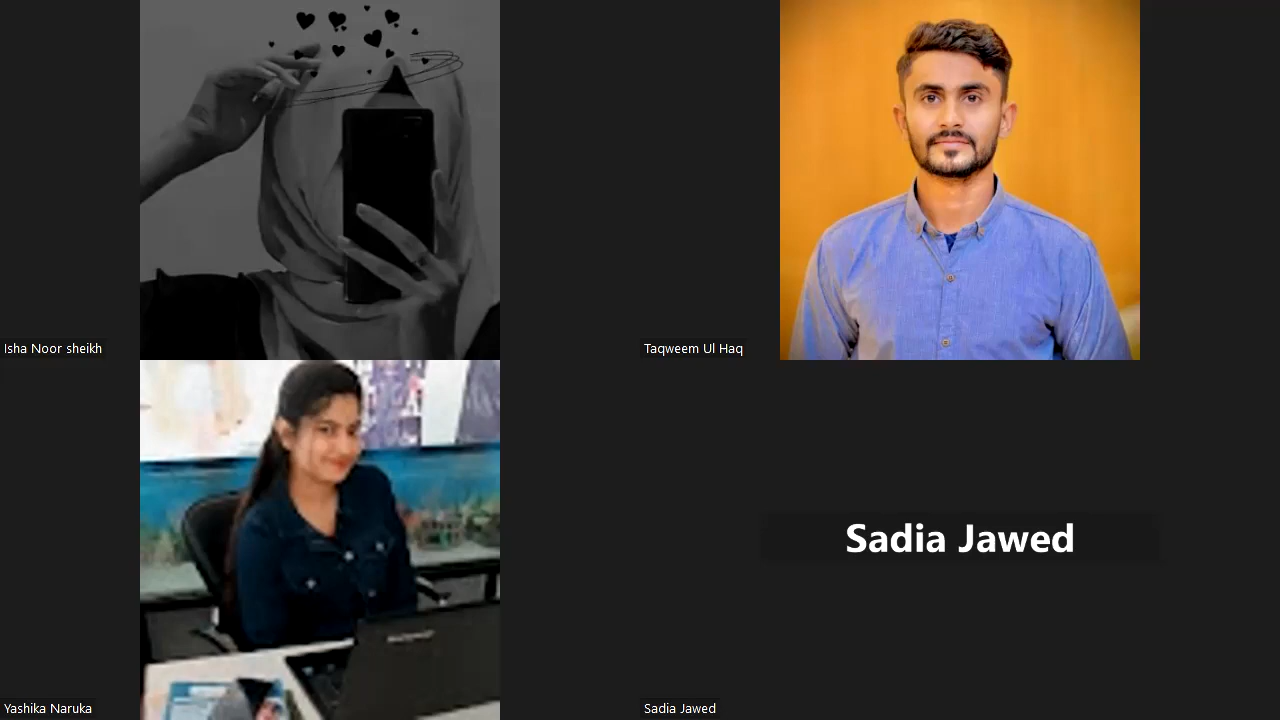 Isha Noor sheikh
Taqweem Ul Haq
Sadia Jawed
Yashika Naruka
Sadia Jawed